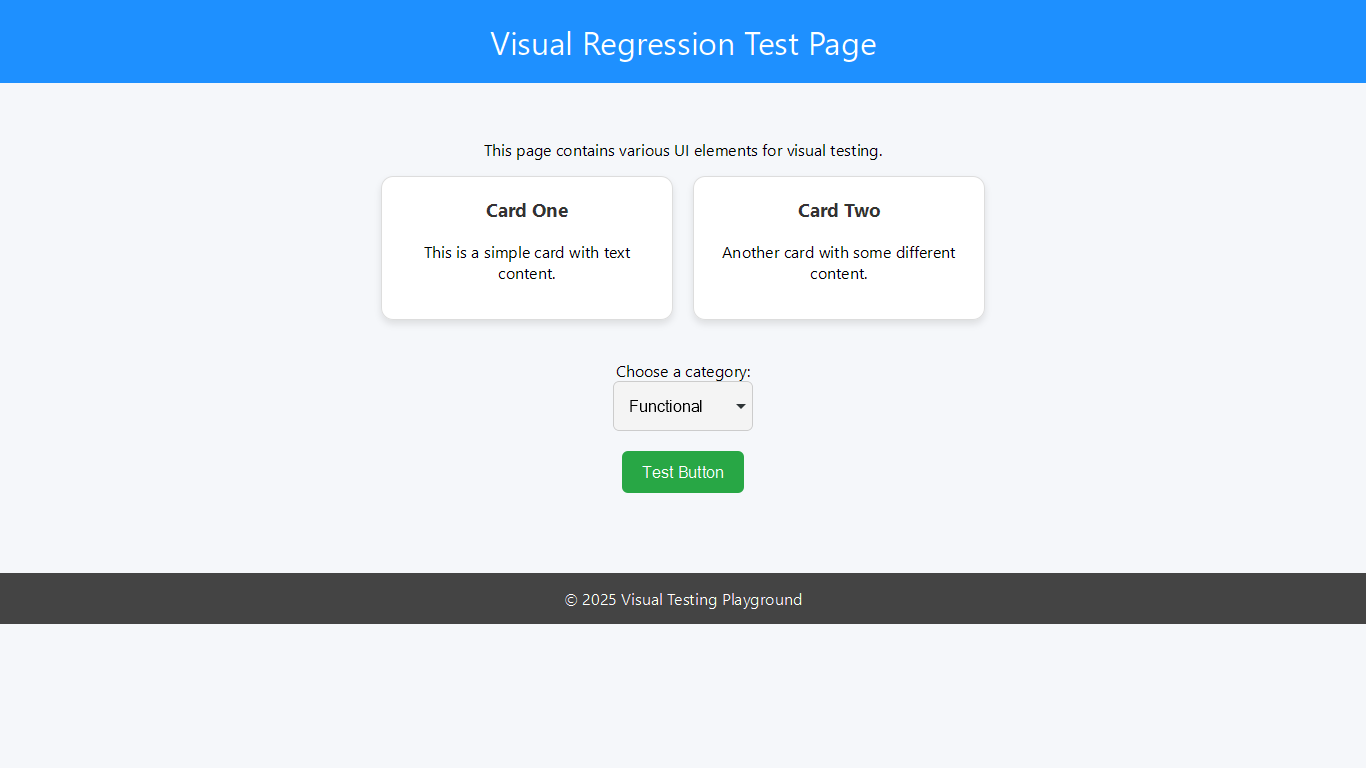 Visual Regression Test Page
This page contains various UI elements for visual testing.
Card One
This is a simple card with text
content.
Card Two
Another card with some different
content.
Choose a category:
Functional
Test Button
© 2025 Visual Testing Playground